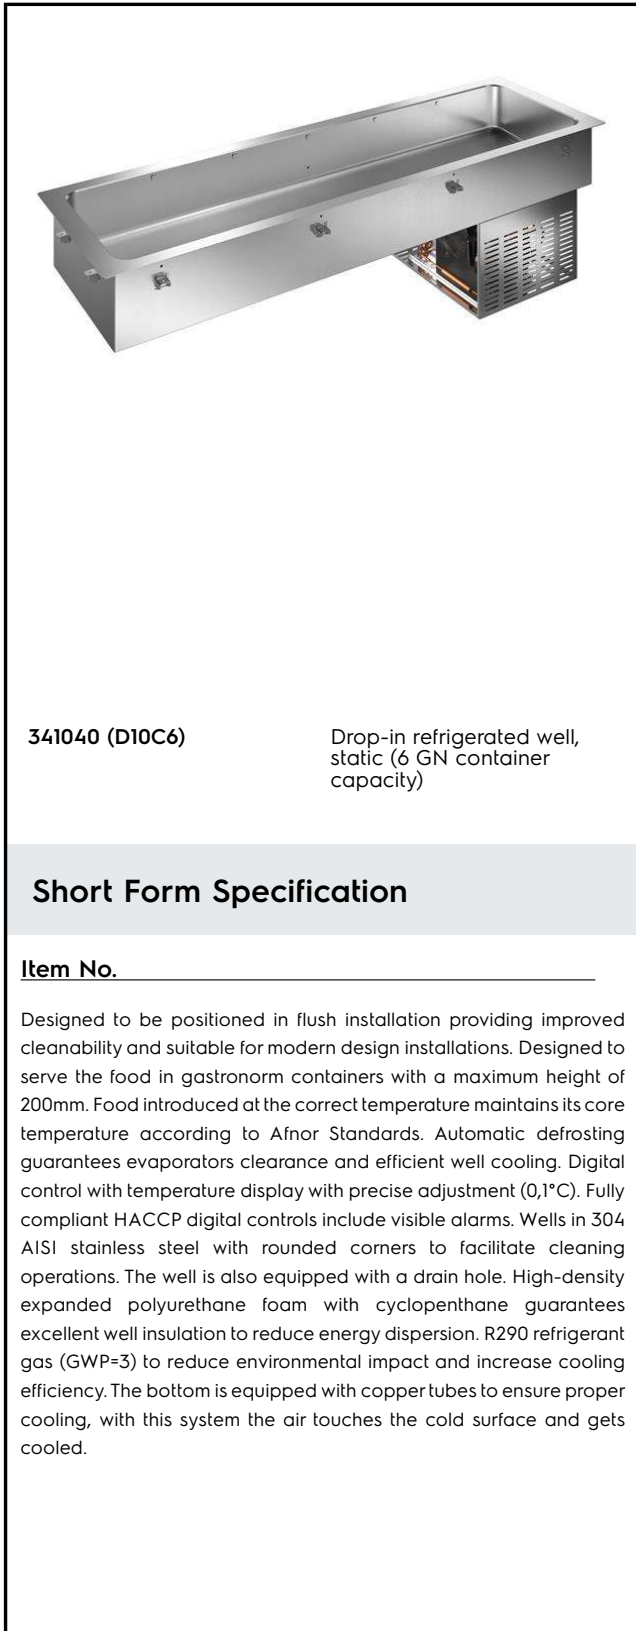 341040 (D10C6)
Drop-in refrigerated well,
static (6 GN container
capacity)
Short Form Specification
Item No.
Designed to be positioned in flush installation providing improved
cleanability and suitable for modern design installations. Designed to
serve the food in gastronorm containers with a maximum height of
200mm. Food introduced at the correct temperature maintains its core
temperature according to Afnor Standards. Automatic defrosting
guarantees evaporators clearance and efficient well cooling. Digital
control with temperature display with precise adjustment (0,1°C). Fully
compliant HACCP digital controls include visible alarms. Wells in 304
AISI stainless steel with rounded corners to facilitate cleaning
operations. The well is also equipped with a drain hole. High-density
expanded polyurethane foam with cyclopenthane guarantees
excellent well insulation to reduce energy dispersion. R290 refrigerant
gas (GWP=3) to reduce environmental impact and increase cooling
efficiency. The bottom is equipped with copper tubes to ensure proper
cooling, with this system the air touches the cold surface and gets
cooled.